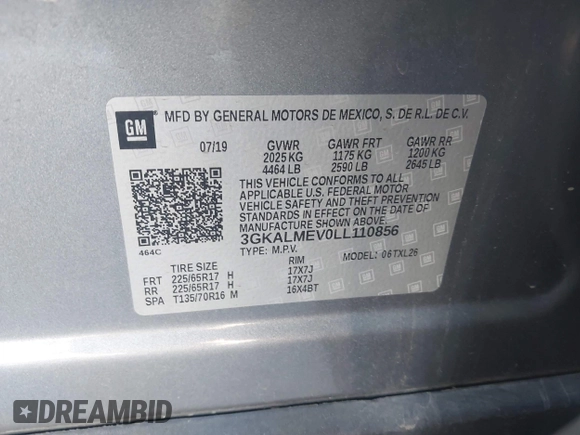 GM
MFD BY GENERAL MOTORS DE MEXICO, S. DE R.L. DE C.V.
07/19 GVWR GAWR FRT GAWR RR
2025 KG 1175 KG 1200 KG
4464 LB 2590 LB 2645 LB
THIS VEHICLE CONFORMS TO ALL
APPLICABLE U.S. FEDERAL MOTOR
VEHICLE SAFETY AND THEFT PREVENTION
STANDARDS IN EFFECT ON THE DATE OF
MANUFACTURE SHOWN ABOVE.
3GKALMEV0LL110856
464C
TYPE: M.P.V. MODEL: 06TXL26
TIRE SIZE RIM
FRT 225/65R17 H 17X7J
RR 225/65R17 H 17X7J
SPA T135/70R16 M 16X4BT
DREAMBID